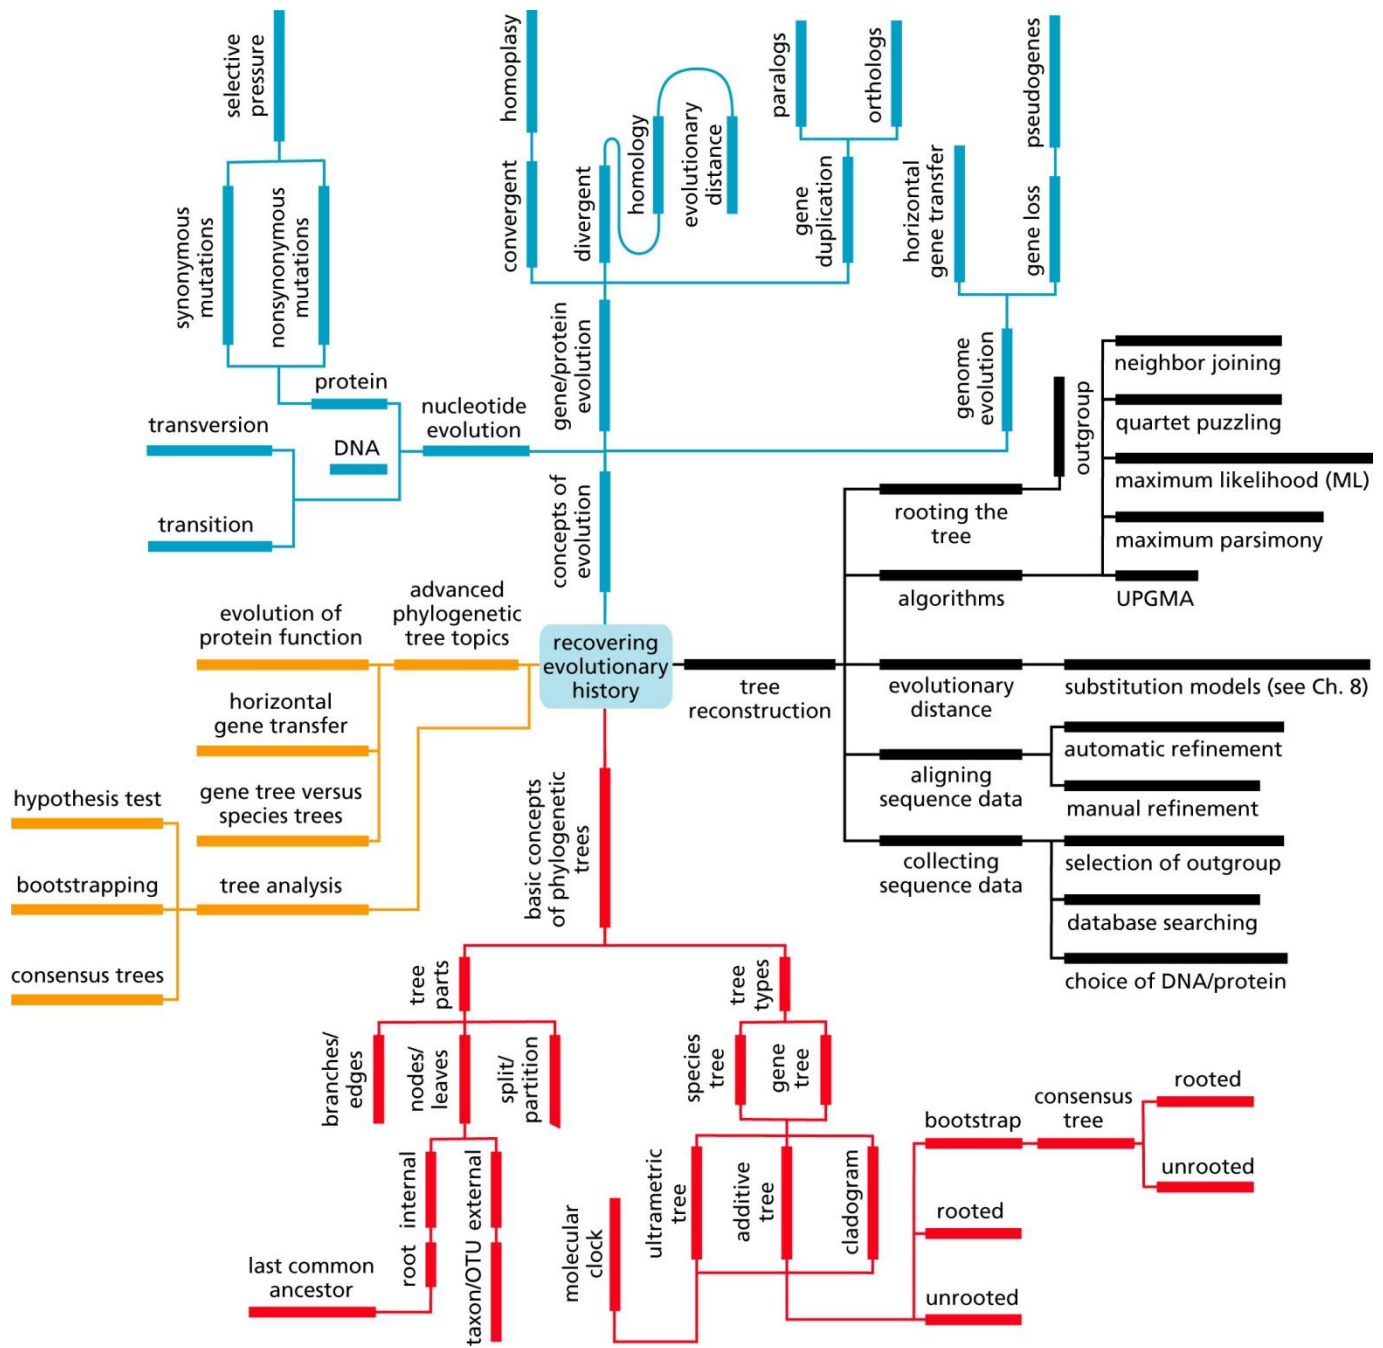 selective
pressure
synonymous
mutations
nonsynonymous
mutations
protein
transversion
DNA
transition
nucleotide
evolution
homoplasy
convergent
divergent
homology
evolutionary
distance
paralogs
orthologs
gene
duplication
gene/protein
evolution
concepts of
evolution
horizontal
gene transfer
pseudogenes
gene loss
genome
evolution
outgroup
neighbor joining
quartet puzzling
maximum likelihood (ML)
maximum parsimony
UPGMA
rooting the
tree
algorithms
recovering
evolutionary
history
tree
reconstruction
evolutionary
distance
substitution models (see Ch. 8)
aligning
sequence data
automatic refinement
manual refinement
collecting
sequence data
selection of outgroup
database searching
choice of DNA/protein
advanced
phylogenetic
tree topics
evolution of
protein function
horizontal
gene transfer
gene tree versus
species trees
hypothesis test
bootstrapping
tree analysis
consensus trees
basic concepts
of phylogenetic
trees
tree
parts
branches/
edges
nodes/
leaves
split/
partition
internal
external
root
taxon/OTU
last common
ancestor
tree
types
species
tree
gene
tree
molecular
clock
ultrametric
tree
additive
tree
cladogram
bootstrap
consensus
tree
rooted
unrooted
rooted
unrooted